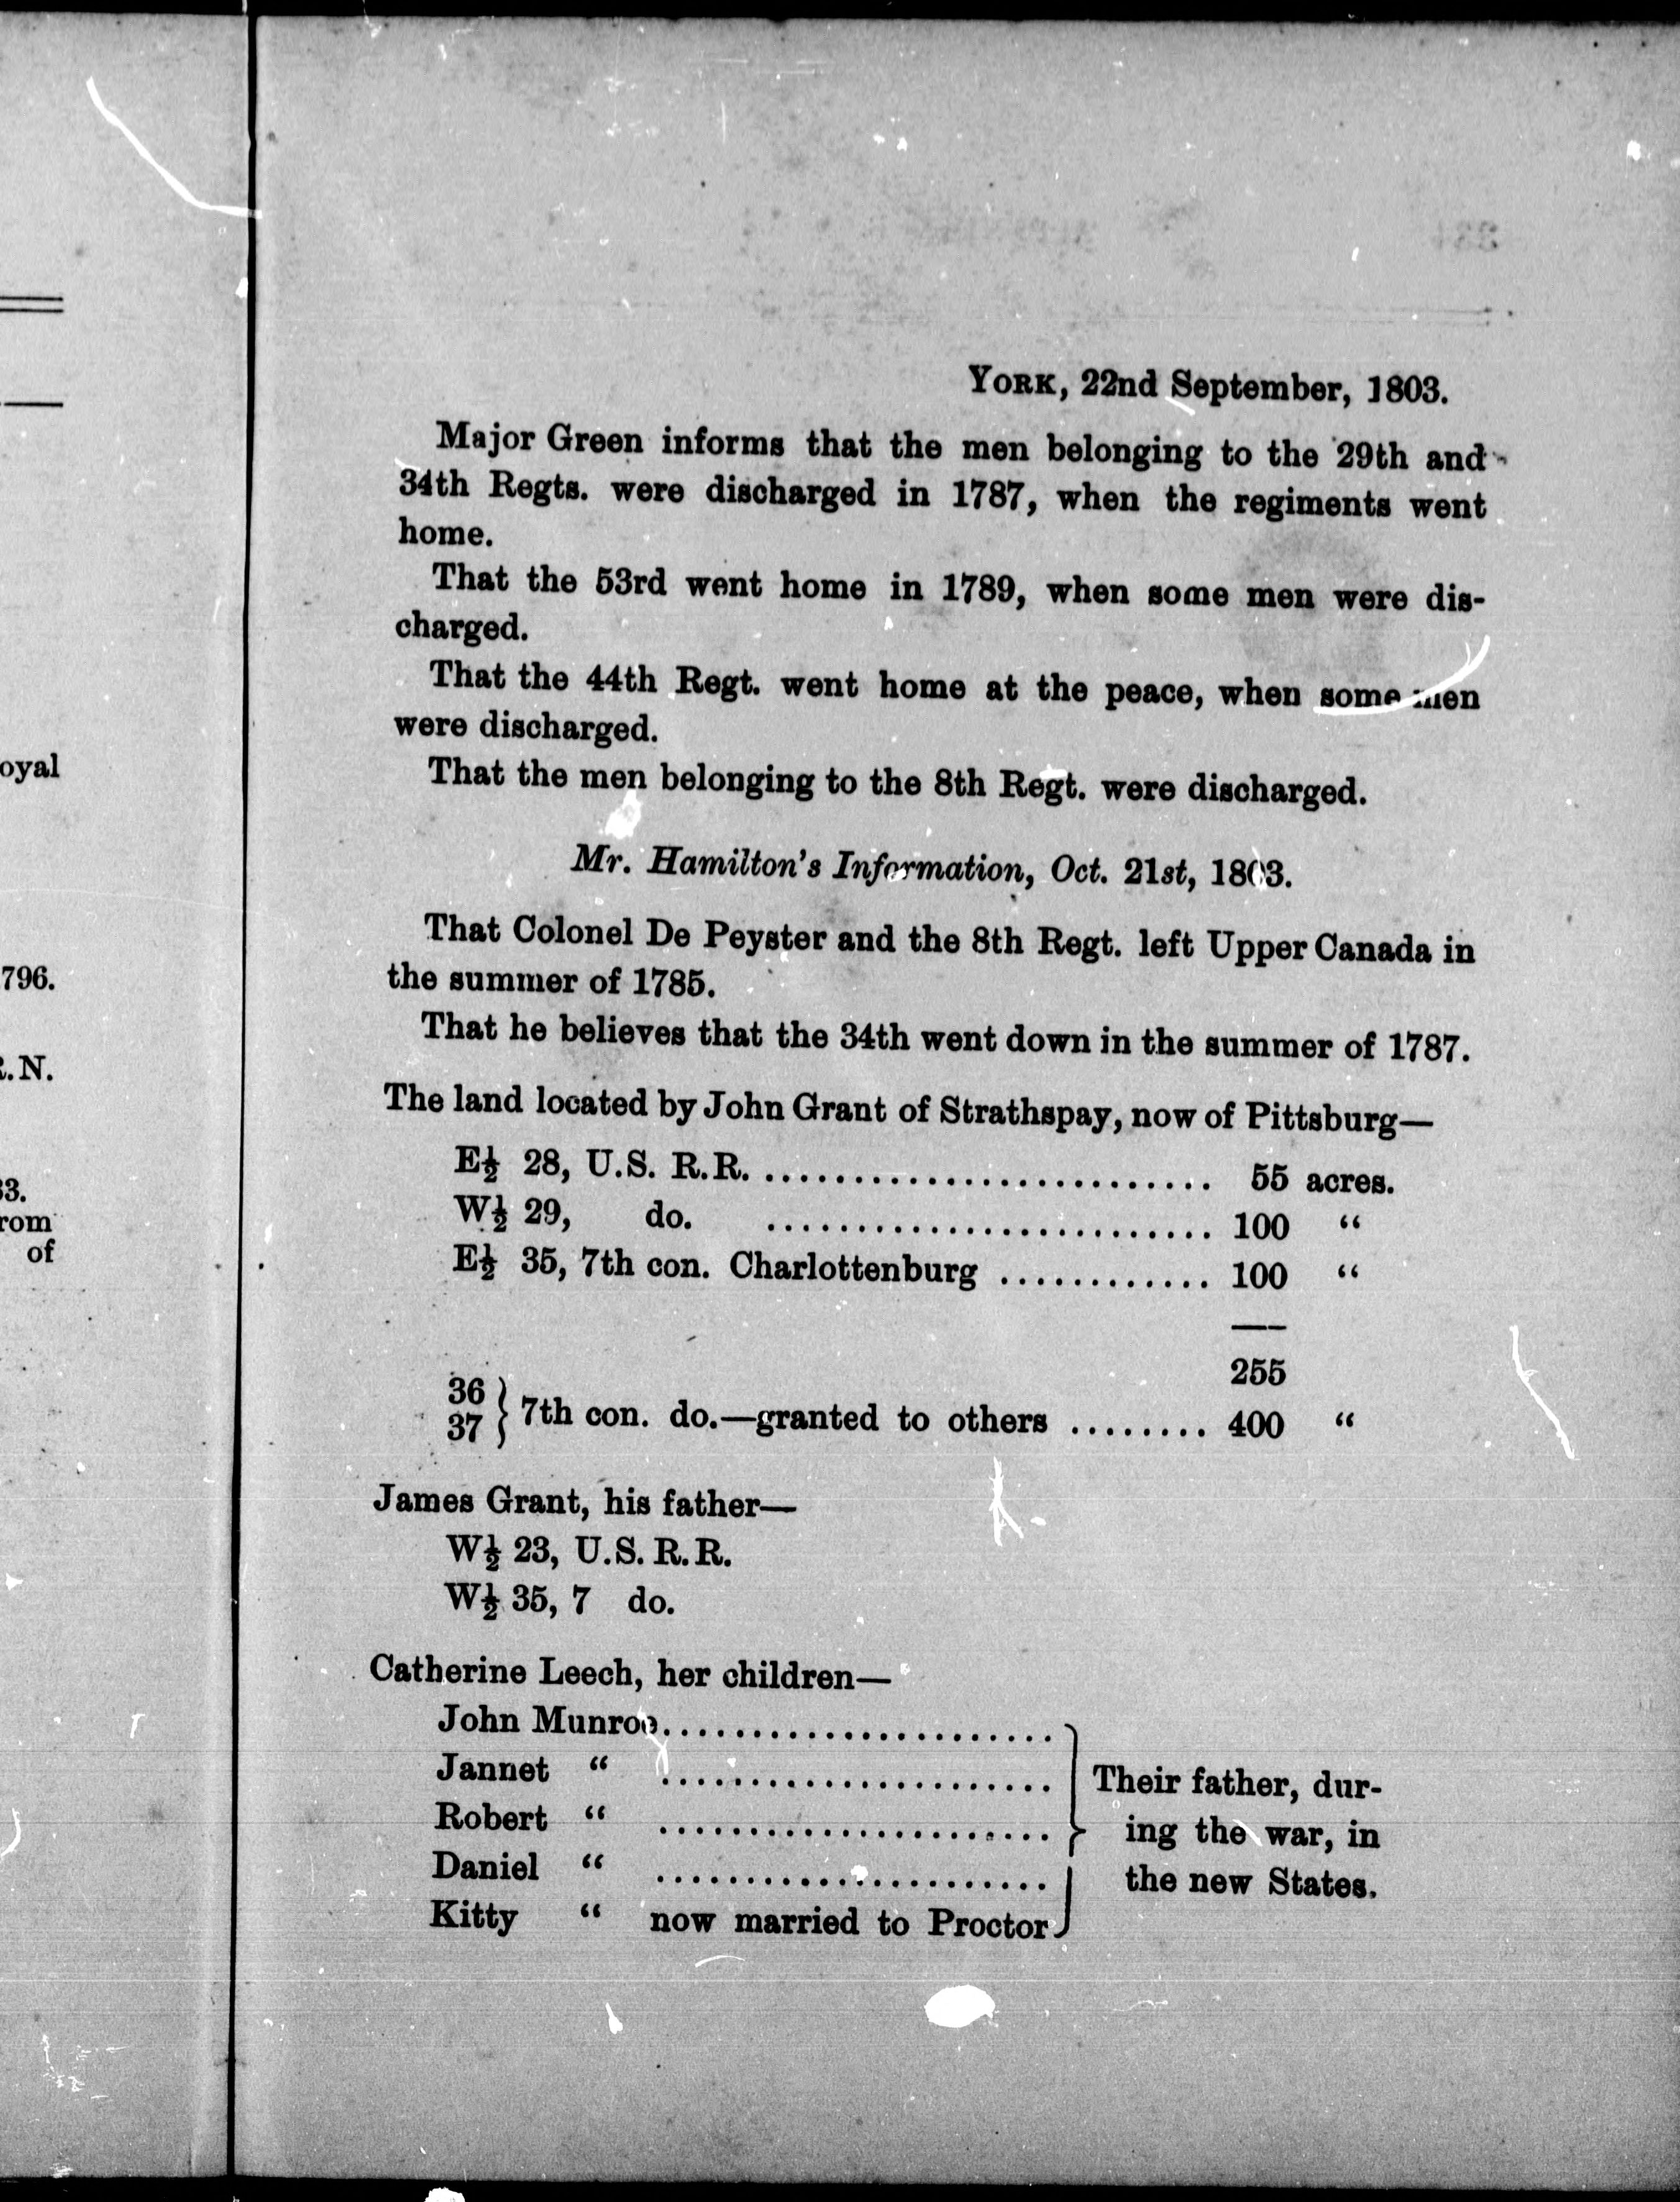 oyal
796.
R.N.
33.
rom
of
YORK, 22nd September, 1803.
Major Green informs that the men belonging to the 29th and
34th Regts. were discharged in 1787, when the regiments went
home.
That the 53rd went home in 1789, when some men were dis-
charged.
That the 44th Regt. went home at the peace, when some men
were discharged.
That the men belonging to the 8th Regt. were discharged.
Mr. Hamilton's Information, Oct. 21st, 1803.
That Colonel De Peyster and the 8th Regt. left Upper Canada in
the summer of 1785.
That he believes that the 34th went down in the summer of 1787.
The land located by John Grant of Strathspay, now of Pittsburg—
E½ 28, U.S. R.R. .......................... 55 acres.
W½ 29, do. .......................... 100 “
E½ 35, 7th con. Charlottenburg ............ 100 “
255
36
37 } 7th con. do.—granted to others ........ 400 “
James Grant, his father—
W½ 23, U.S. R.R.
W½ 35, 7 do.
Catherine Leech, her children—
John Munroe......................
Jannet “ ......................
Robert “ ......................
Daniel “ ......................
Kitty “ now married to Proctor
} Their father, dur-
ing the war, in
the new States.